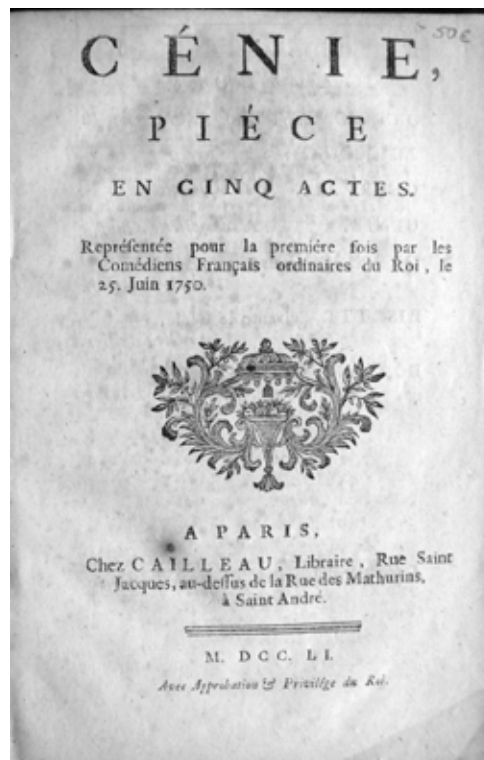 50€
CÉNIE,
PIÉCE
EN CINQ ACTES.
Repréſentée pour la premiére fois par les
Comédiens Français ordinaires du Roi, le
25. Juin 1750.
A PARIS,
Chez CAILLEAU, Libraire, Rue Saint
Jacques, au-deſſus de la Rue des Mathurins,
à Saint André.
M. DCC. LI.
Avec Approbation & Privilége du Roi.